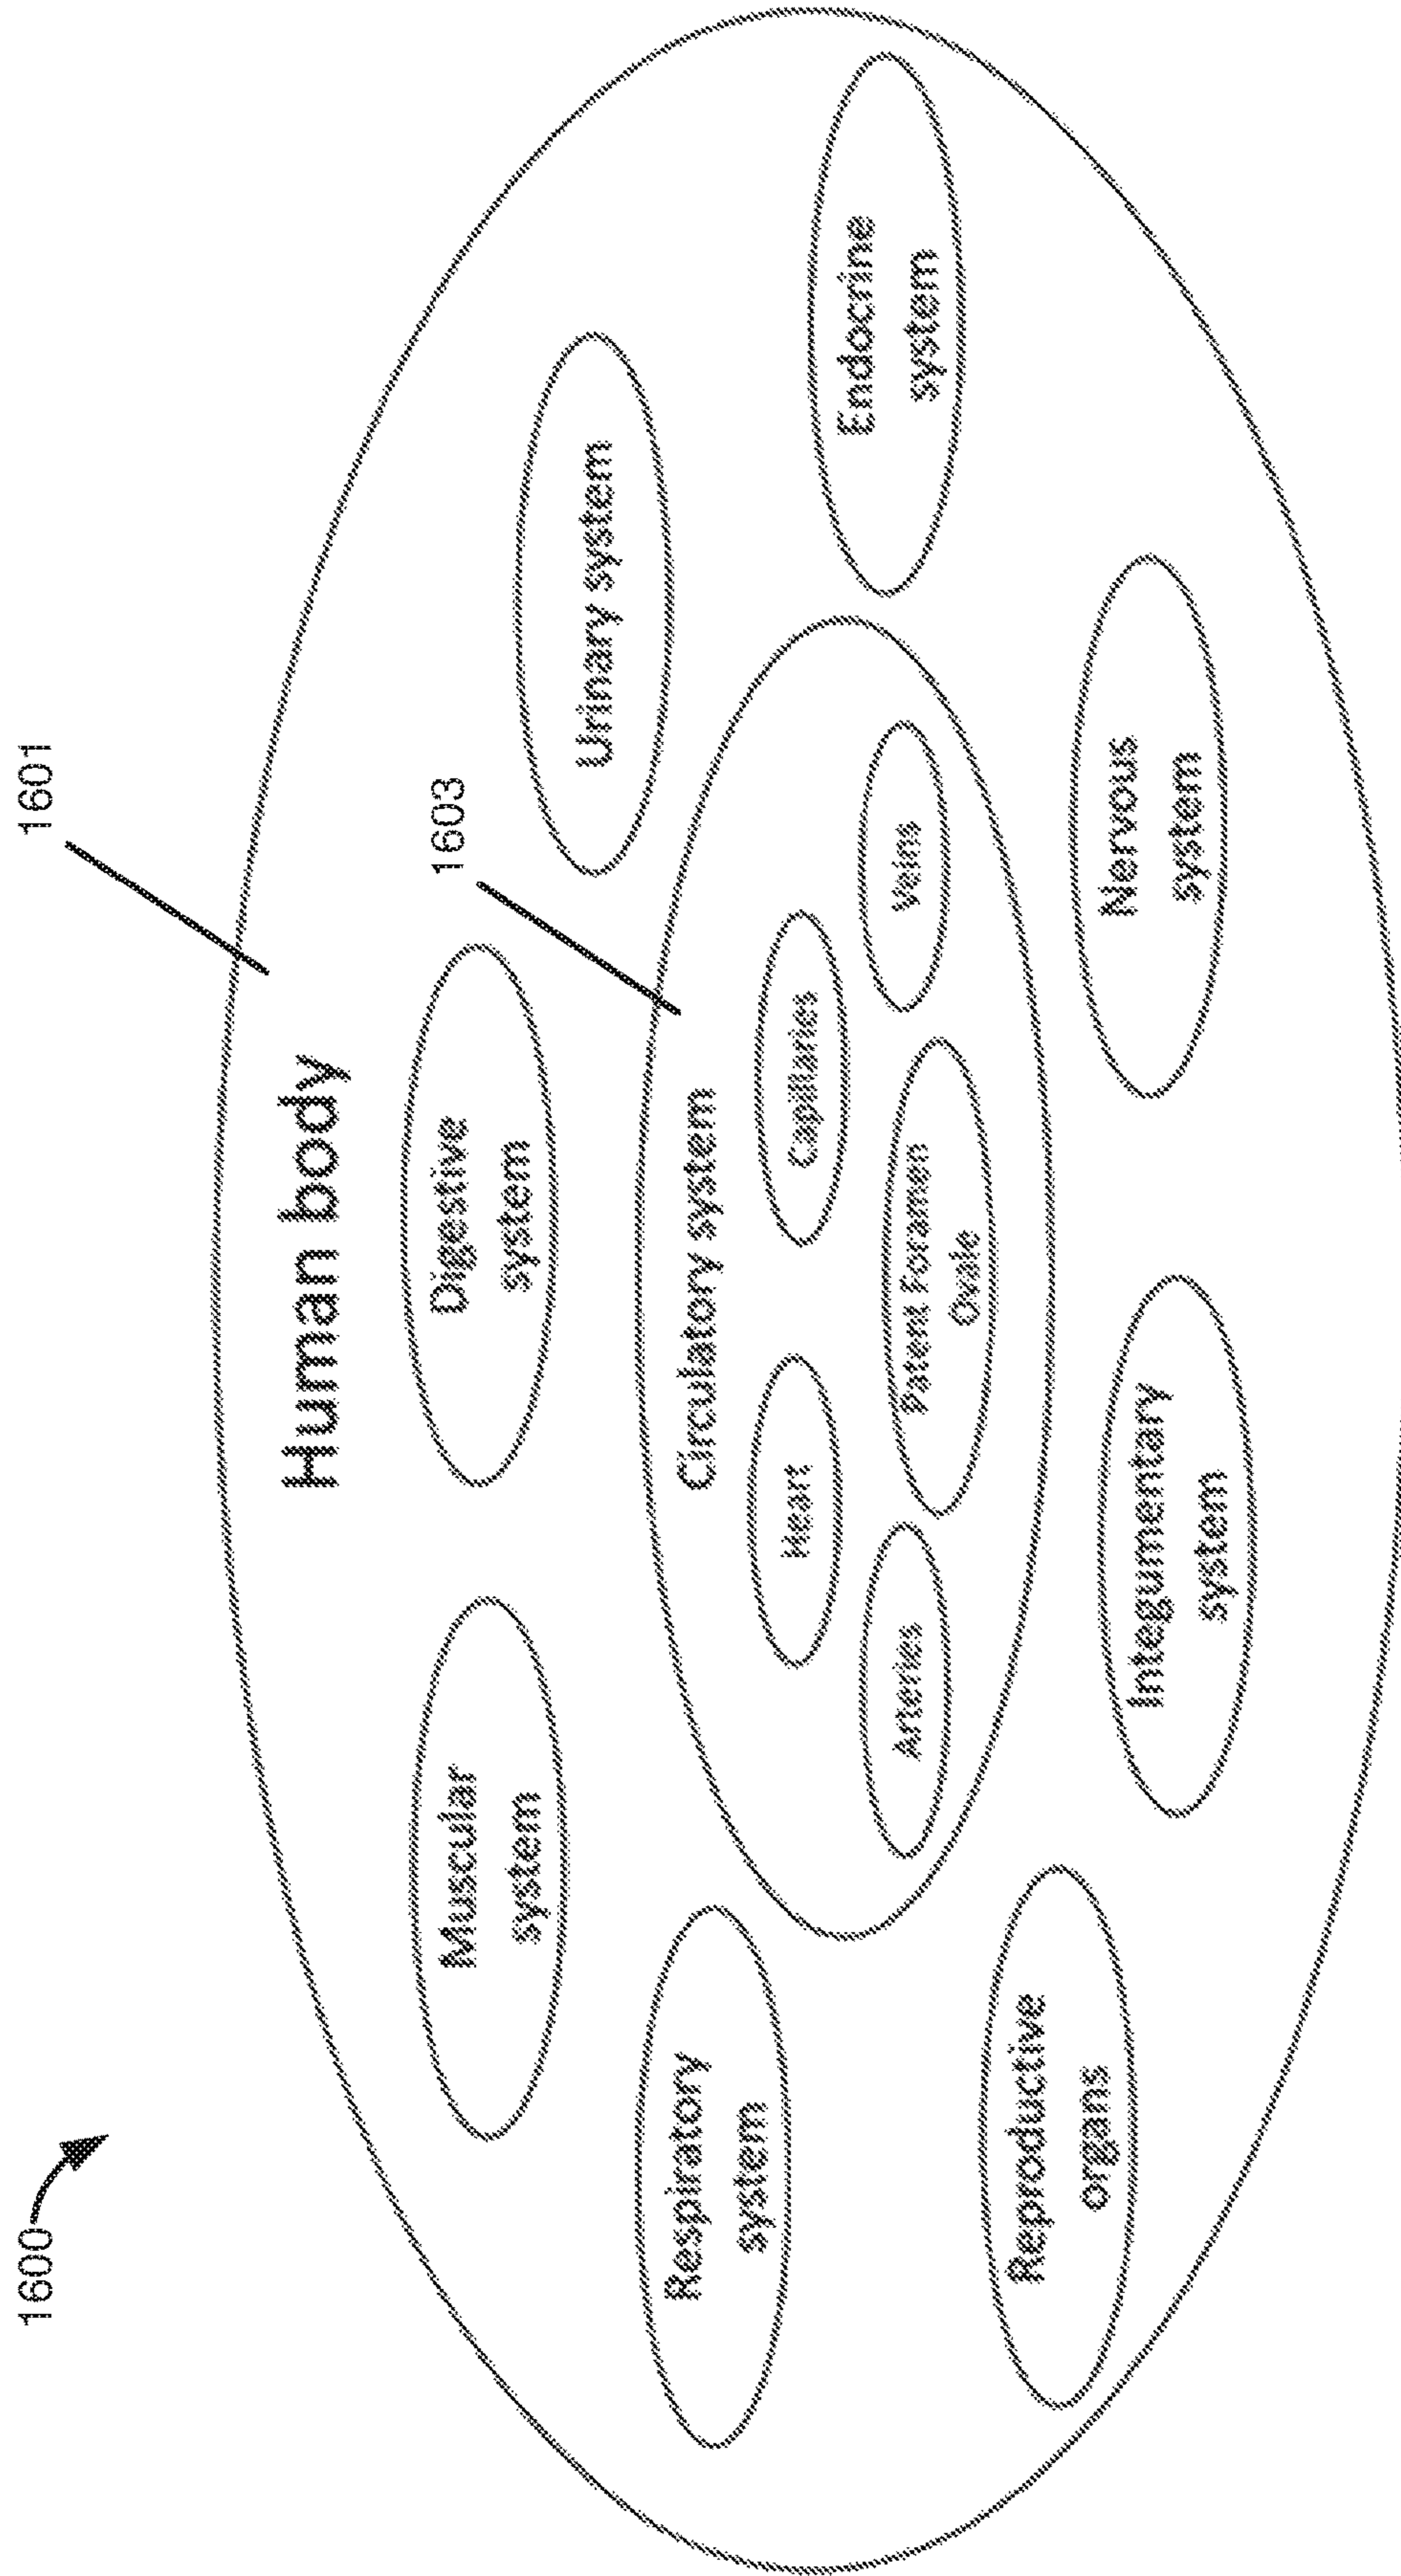 1600
1601
Human body
Muscular
system
Digestive
system
Urinary system
1603
Respiratory
system
Circulatory system
Heart
Capillaries
Arteries
Patent Foramen
Ovale
Veins
Endocrine
system
Reproductive
organs
Integumentary
system
Nervous
system